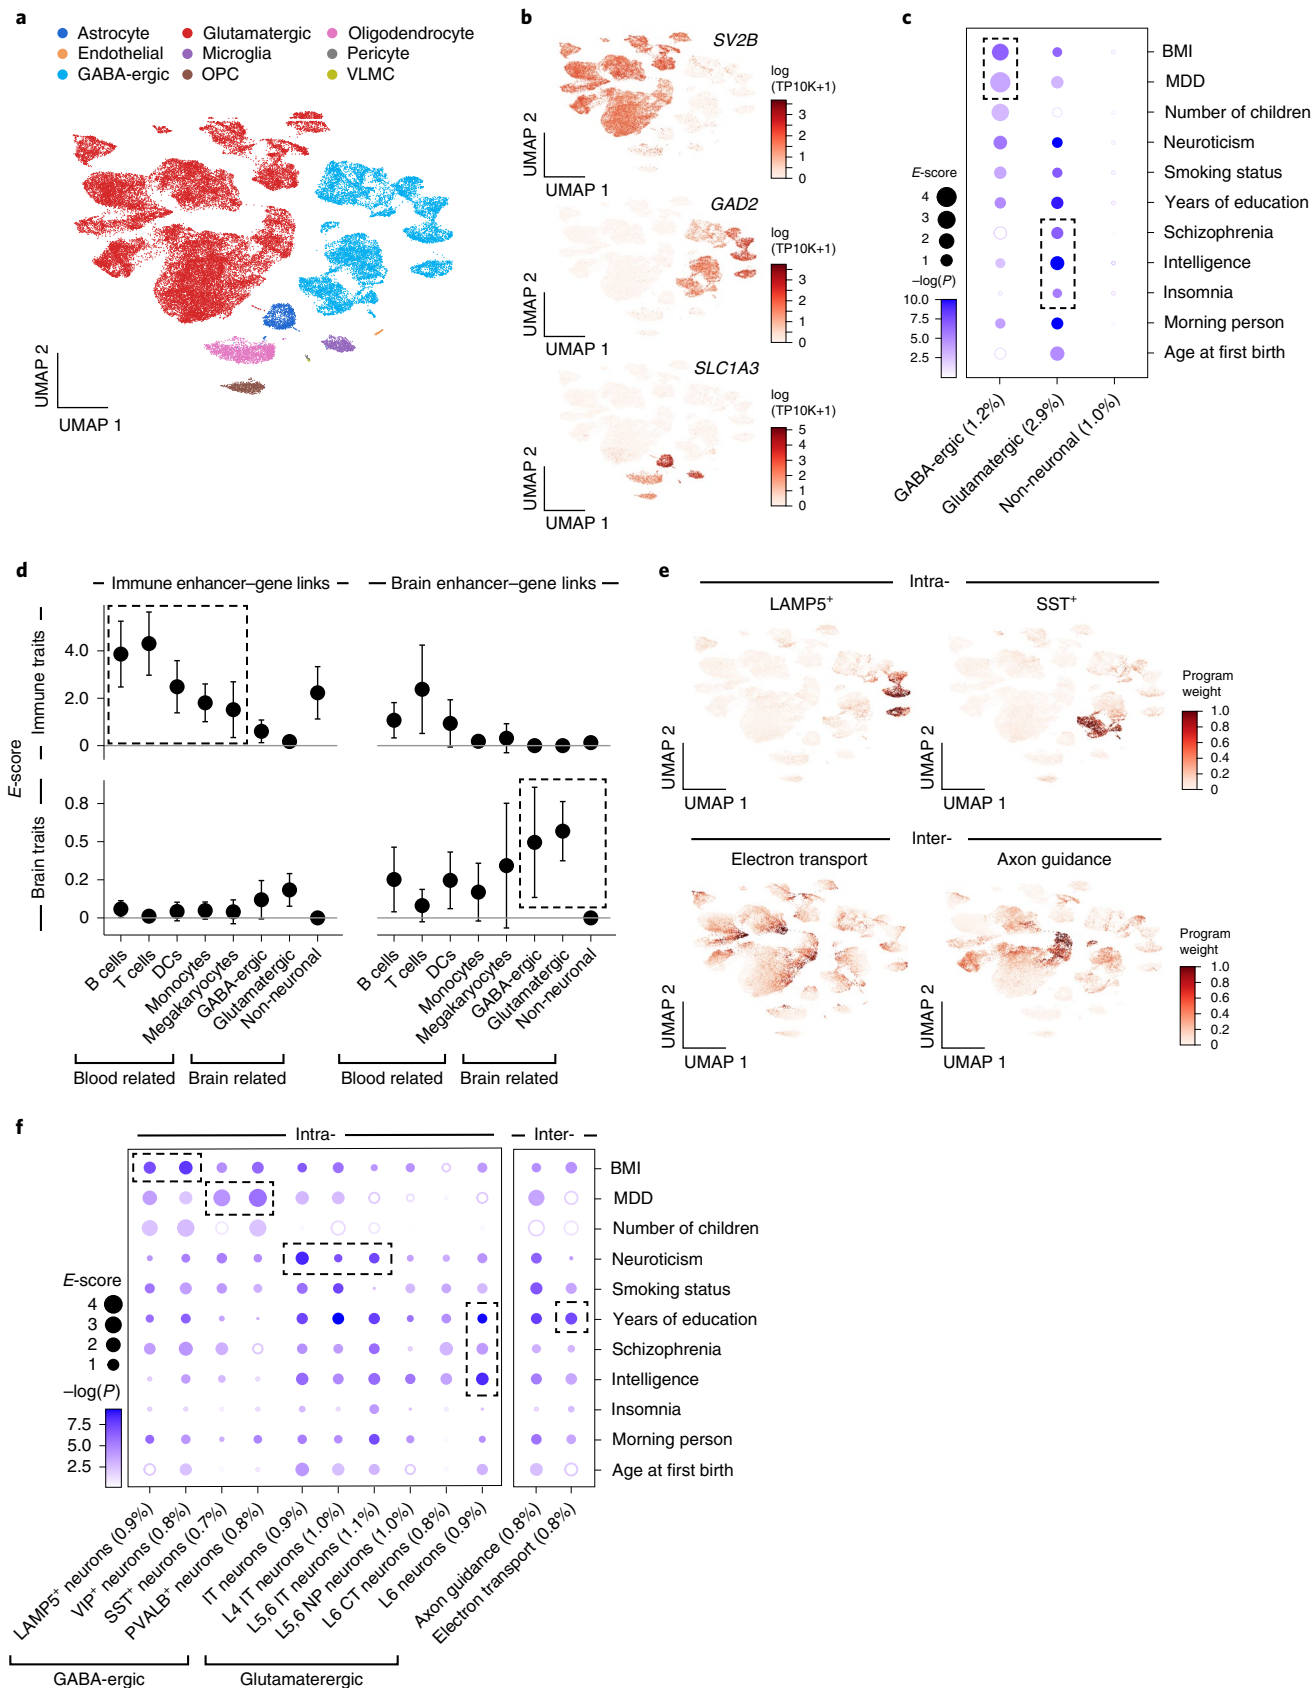 a
Astrocyte
Glutamatergic
Oligodendrocyte
Endothelial
Microglia
Pericyte
GABA-ergic
OPC
VLMC
UMAP 2
UMAP 1
b
SV2B
log
(TP10K+1)
3
2
1
0
UMAP 2
UMAP 1
GAD2
log
(TP10K+1)
3
2
1
0
UMAP 2
UMAP 1
SLC1A3
log
(TP10K+1)
5
4
3
2
1
0
UMAP 2
UMAP 1
c
BMI
MDD
Number of children
Neuroticism
Smoking status
Years of education
Schizophrenia
Intelligence
Insomnia
Morning person
Age at first birth
E-score
4
3
2
1
–log(P)
10.0
7.5
5.0
2.5
GABA-ergic (1.2%)
Glutamatergic (2.9%)
Non-neuronal (1.0%)
d
Immune enhancer–gene links
Brain enhancer–gene links
E-score
Immune traits
4.0
2.0
0
Brain traits
0.8
0.5
0.2
0
B cells
T cells
DCs
Monocytes
Megakaryocytes
GABA-ergic
Glutamatergic
Non-neuronal
B cells
T cells
DCs
Monocytes
Megakaryocytes
GABA-ergic
Glutamatergic
Non-neuronal
Blood related
Brain related
Blood related
Brain related
e
Intra-
LAMP5+
SST+
UMAP 2
UMAP 1
UMAP 2
UMAP 1
Program
weight
1.0
0.8
0.6
0.4
0.2
0
Inter-
Electron transport
Axon guidance
UMAP 2
UMAP 1
UMAP 2
UMAP 1
Program
weight
1.0
0.8
0.6
0.4
0.2
0
f
Intra-
Inter-
BMI
MDD
Number of children
Neuroticism
Smoking status
Years of education
Schizophrenia
Intelligence
Insomnia
Morning person
Age at first birth
E-score
4
3
2
1
–log(P)
7.5
5.0
2.5
LAMP5+ neurons (0.9%)
VIP+ neurons (0.8%)
SST+ neurons (0.7%)
PVALB+ neurons (0.8%)
IT neurons (0.9%)
L4 IT neurons (1.0%)
L5,6 IT neurons (1.1%)
L5,6 NP neurons (1.0%)
L6 CT neurons (0.8%)
L6 neurons (0.9%)
Axon guidance (0.8%)
Electron transport (0.8%)
GABA-ergic
Glutamaterergic